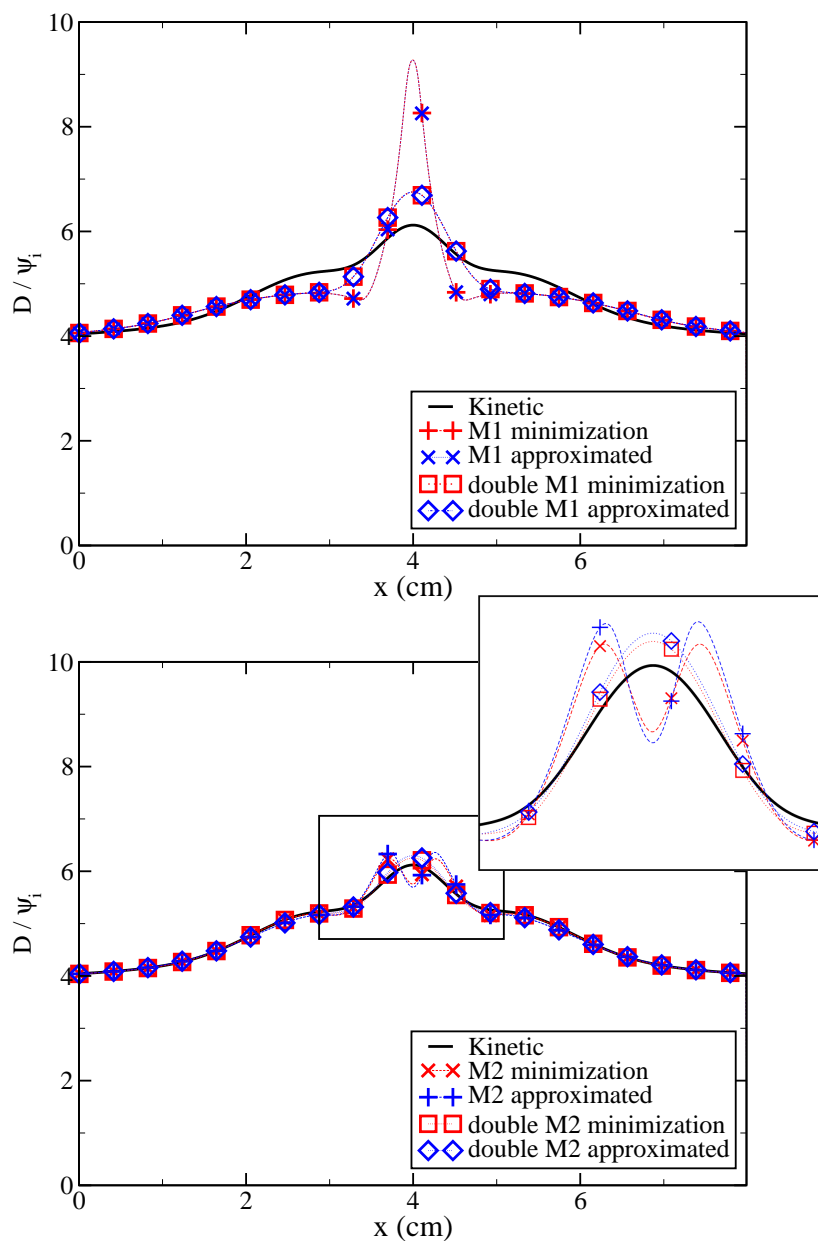 10
8
6
4
2
0
D / ψi
Kinetic
M1 minimization
M1 approximated
double M1 minimization
double M1 approximated
0 2 4 6
x (cm)
10
8
6
4
2
0
D / ψi
Kinetic
M2 minimization
M2 approximated
double M2 minimization
double M2 approximated
0 2 4 6
x (cm)